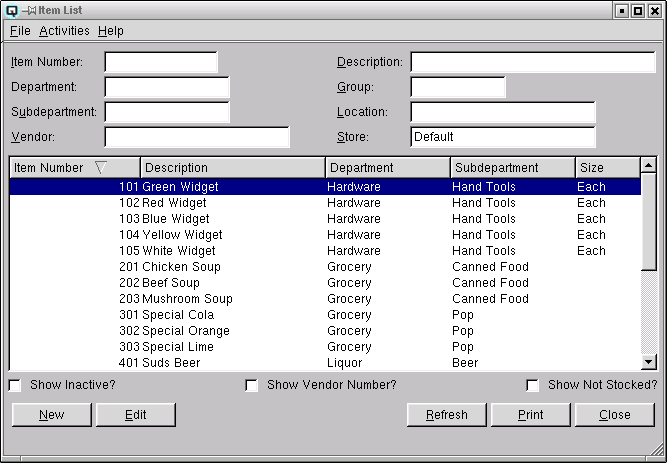 Item List
File Activities Help
Item Number: Description:
Department: Group:
Subdepartment: Location:
Vendor: Store: Default
Item Number Description Department Subdepartment Size
101 Green Widget Hardware Hand Tools Each
102 Red Widget Hardware Hand Tools Each
103 Blue Widget Hardware Hand Tools Each
104 Yellow Widget Hardware Hand Tools Each
105 White Widget Hardware Hand Tools Each
201 Chicken Soup Grocery Canned Food
202 Beef Soup Grocery Canned Food
203 Mushroom Soup Grocery Canned Food
301 Special Cola Grocery Pop
302 Special Orange Grocery Pop
303 Special Lime Grocery Pop
401 Suds Beer Liquor Beer
Show Inactive? Show Vendor Number? Show Not Stocked?
New Edit Refresh Print Close